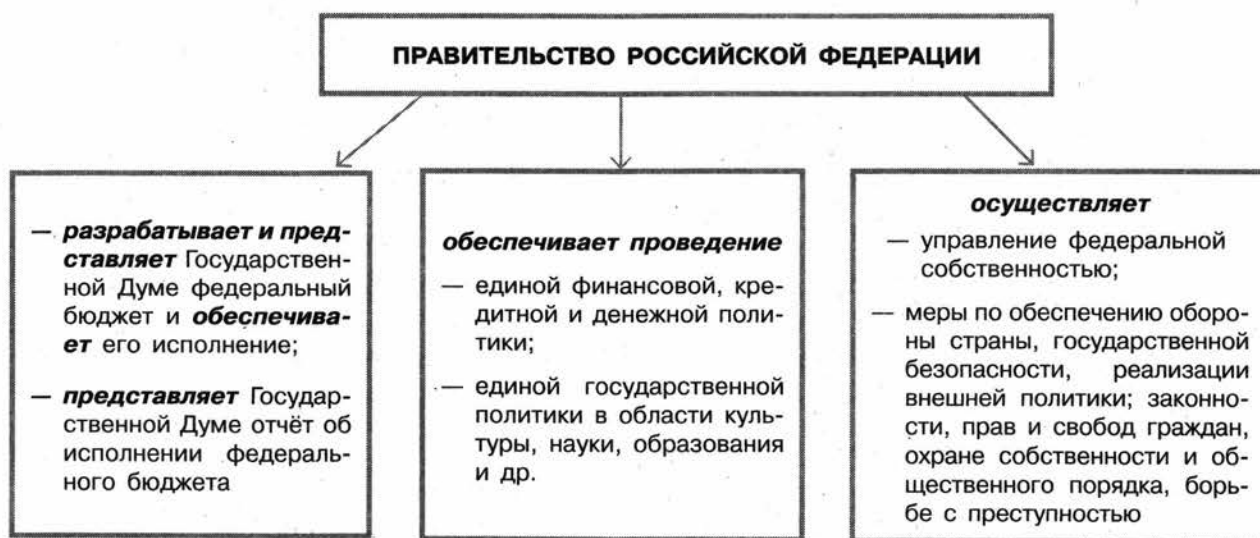 ПРАВИТЕЛЬСТВО РОССИЙСКОЙ ФЕДЕРАЦИИ
— разрабатывает и пред-
ставляет Государствен-
ной Думе федеральный
бюджет и обеспечива-
ет его исполнение;
— представляет Государ-
ственной Думе отчёт об
исполнении федераль-
ного бюджета
обеспечивает проведение
— единой финансовой, кре-
дитной и денежной поли-
тики;
— единой государственной
политики в области куль-
туры, науки, образования
и др.
осуществляет
— управление федеральной
собственностью;
— меры по обеспечению оборо-
ны страны, государственной
безопасности, реализации
внешней политики; законно-
сти, прав и свобод граждан,
охране собственности и об-
щественного порядка, борь-
бе с преступностью